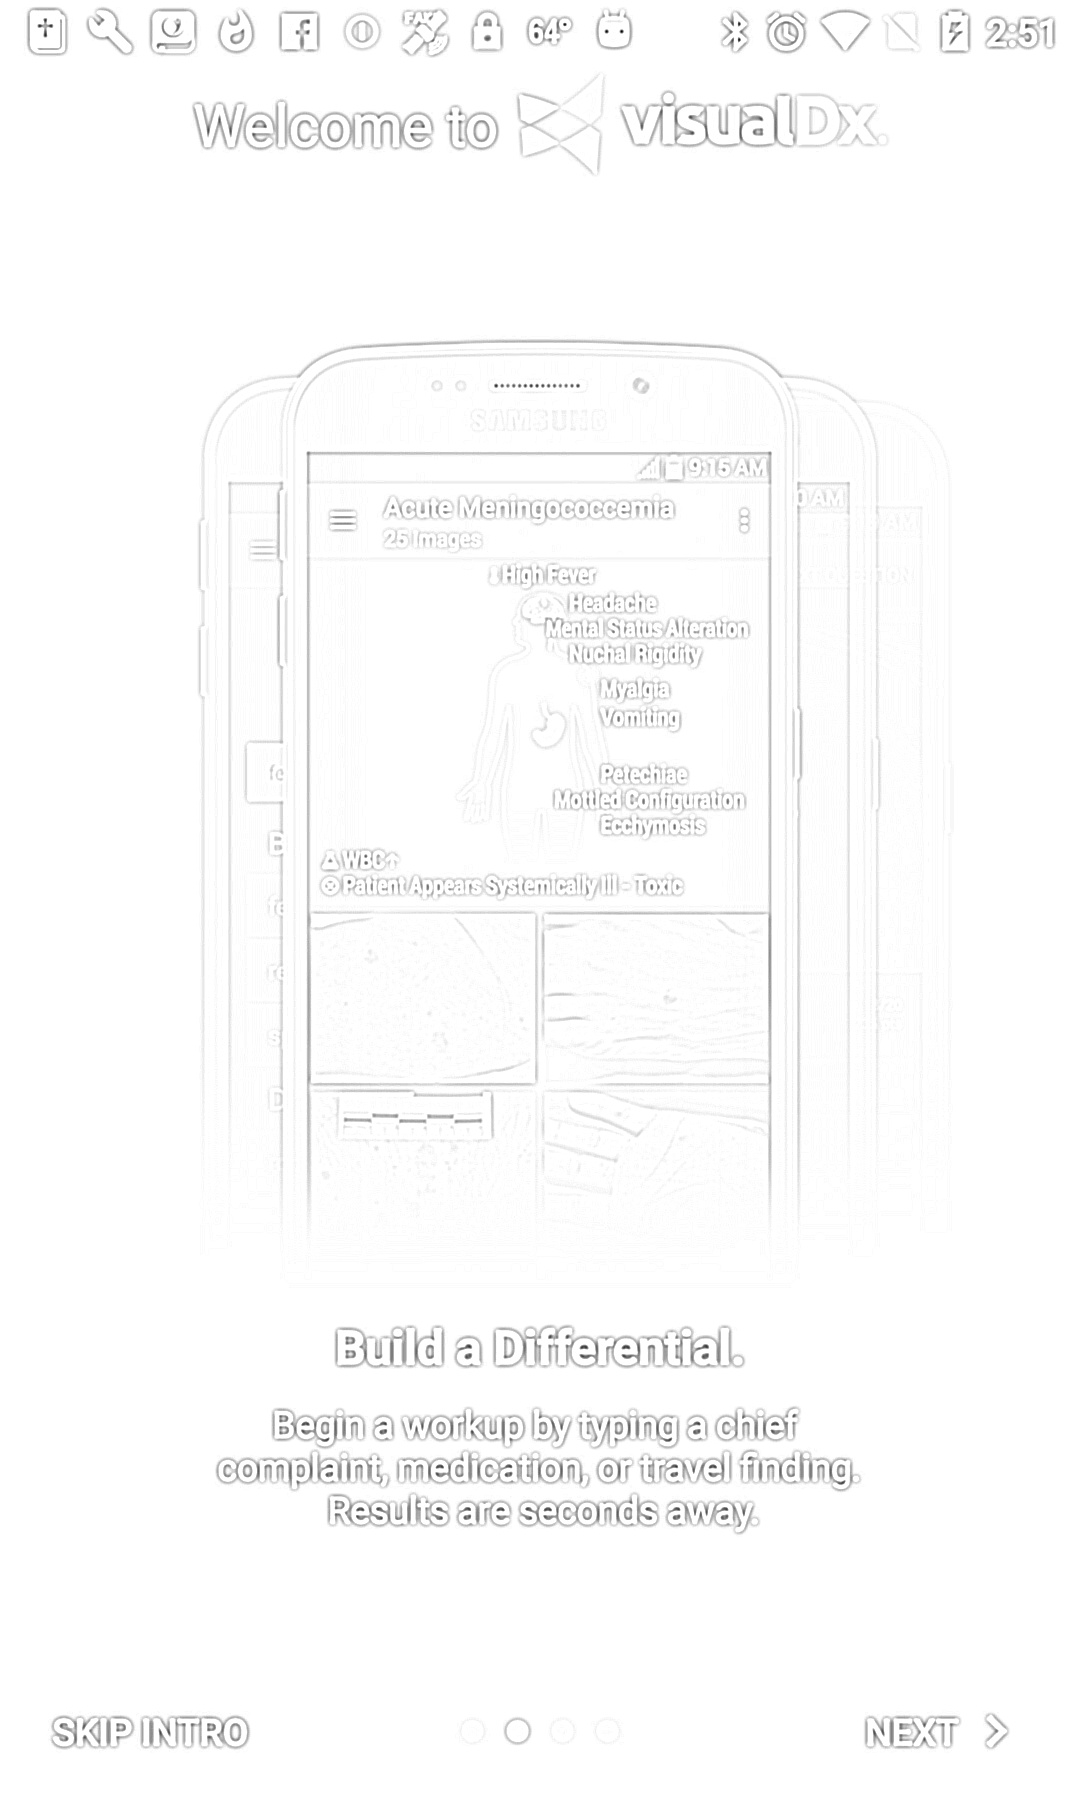 64° 2:51
Welcome to visualDx.
SAMSUNG
9:15 AM
Acute Meningococcemia
25 Images
High Fever
Headache
Mental Status Alteration
Nuchal Rigidity
Myalgia
Vomiting
Petechiae
Mottled Configuration
Ecchymosis
WBC↑
Patient Appears Systemically Ill - Toxic
Build a Differential.
Begin a workup by typing a chief
complaint, medication, or travel finding.
Results are seconds away.
SKIP INTRO
NEXT